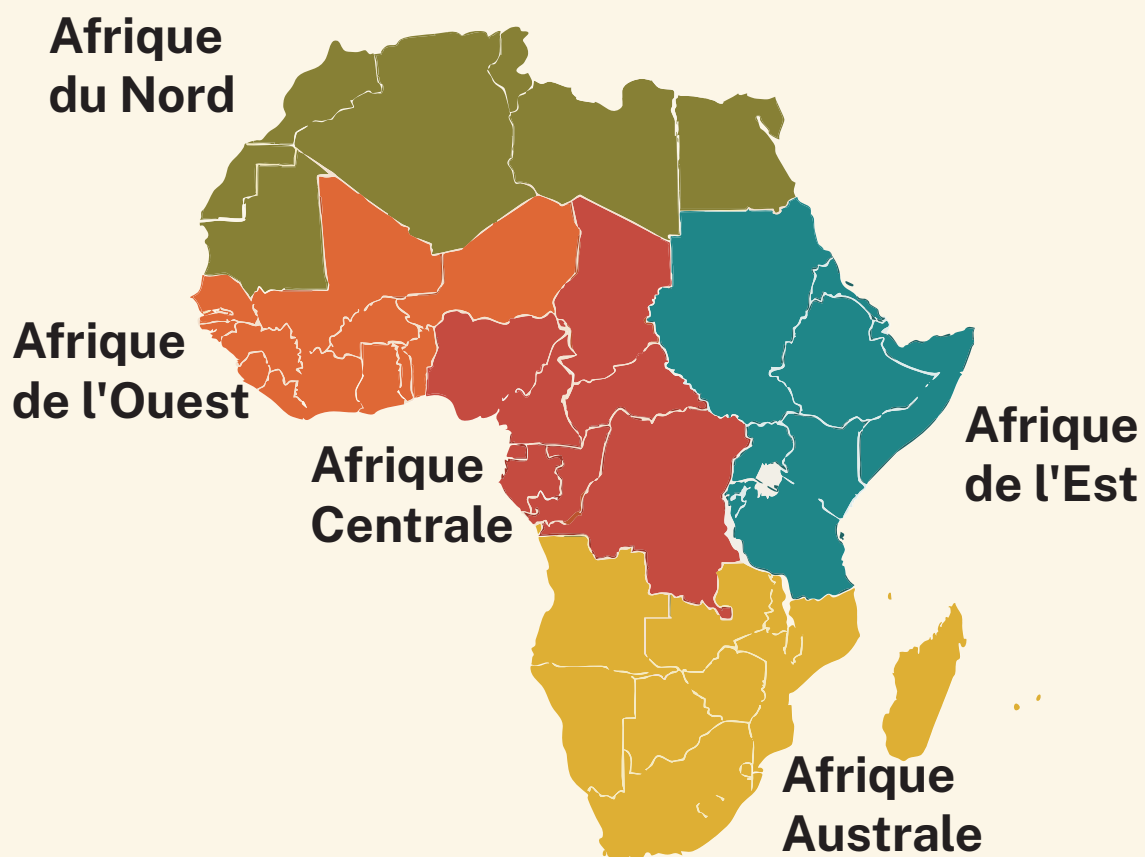 Afrique
du Nord
Afrique
de l'Ouest
Afrique
Centrale
Afrique
de l'Est
Afrique
Australe